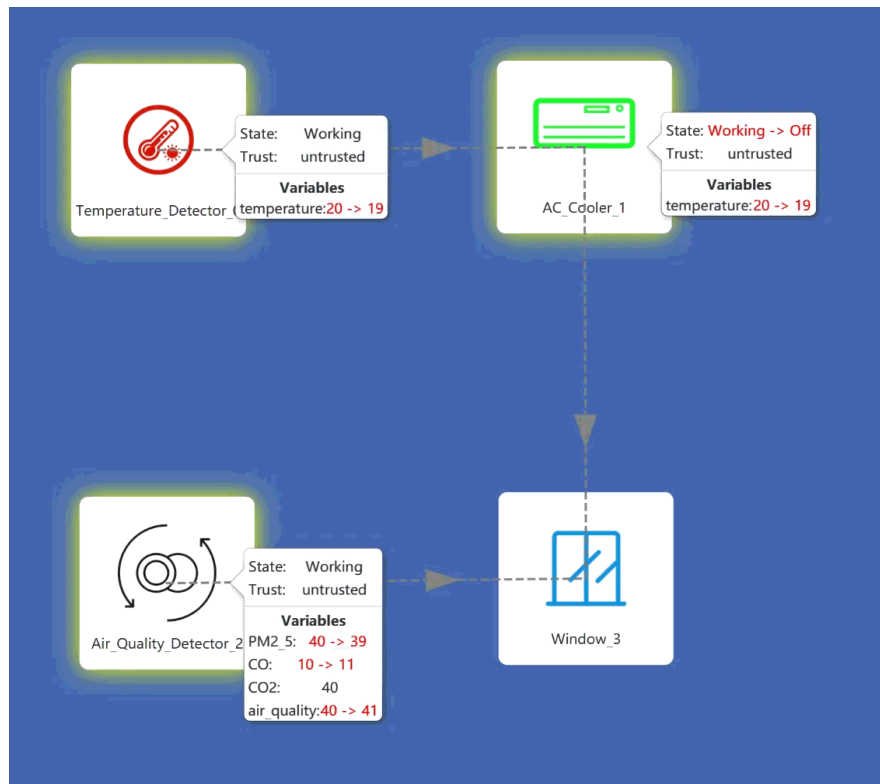 State: Working
Trust: untrusted
Variables
temperature:20 -> 19
State: Working -> Off
Trust: untrusted
Variables
temperature:20 -> 19
AC_Cooler_1
State: Working
Trust: untrusted
Variables
PM2_5: 40 -> 39
CO: 10 -> 11
CO2: 40
air_quality:40 -> 41
Air_Quality_Detector_2
Window_3